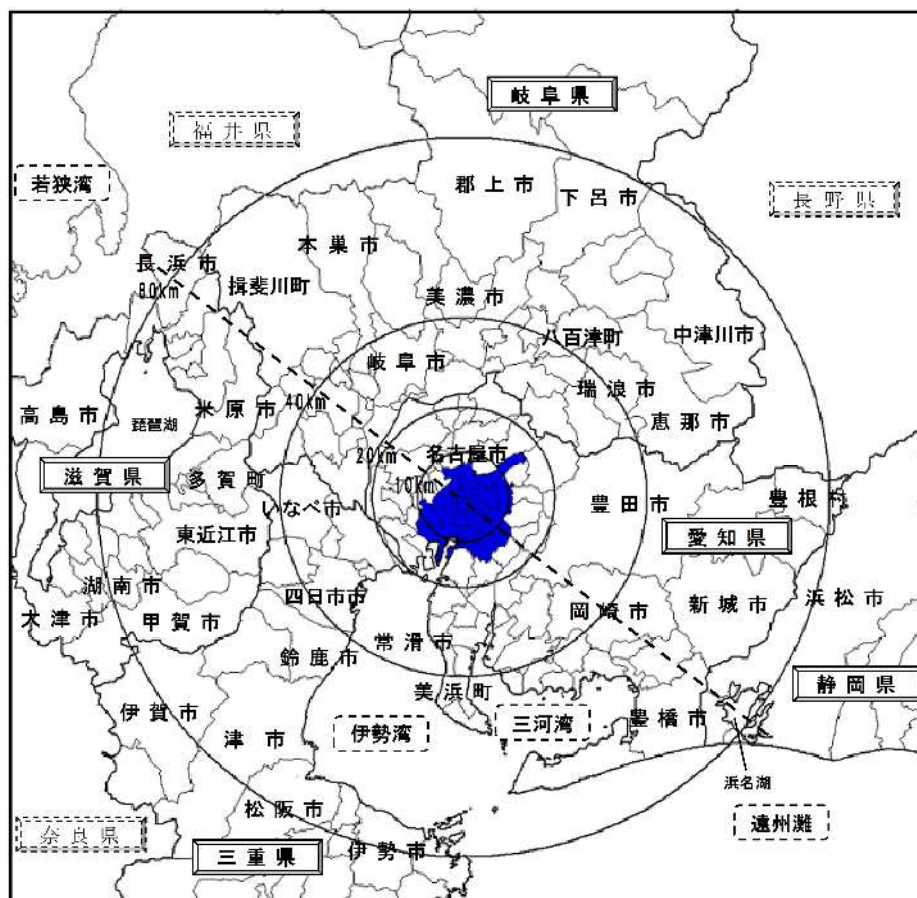 岐阜県
福井県
若狭湾
郡上市
下呂市
長野県
本巣市
長浜市
80km
揖斐川町
美濃市
八百津町
中津川市
岐阜市
瑞浪市
40km
米原市
高島市
琵琶湖
恵那市
20km
名古屋市
滋賀県
多賀町
10km
いなべ市
豊田市
豊根村
東近江市
愛知県
湖南市
四日市市
岡崎市
新城市
浜松市
大津市
甲賀市
常滑市
鈴鹿市
静岡県
美浜町
伊賀市
津市
伊勢湾
三河湾
豊橋市
浜名湖
松阪市
遠州灘
奈良県
三重県
伊勢市